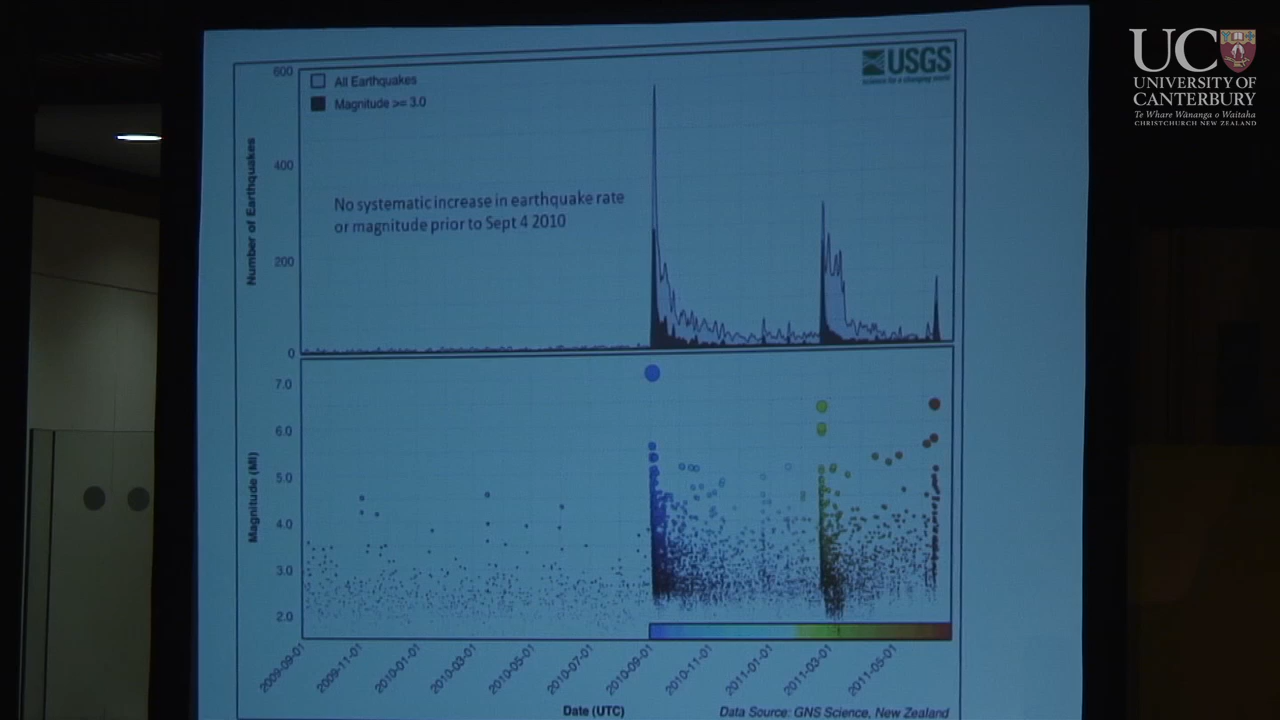 600
All Earthquakes
Magnitude >= 3.0
USGS
science for a changing world
UC
UNIVERSITY OF
CANTERBURY
Te Whare Wānanga o Waitaha
CHRISTCHURCH NEW ZEALAND
Number of Earthquakes
400
No systematic increase in earthquake rate
or magnitude prior to Sept 4 2010
200
0
Magnitude (Ml)
7.0
6.0
5.0
4.0
3.0
2.0
2009-09-01
2009-11-01
2010-01-01
2010-03-01
2010-05-01
2010-07-01
2010-09-01
2010-11-01
2011-01-01
2011-03-01
2011-05-01
Date (UTC)
Data Source: GNS Science, New Zealand